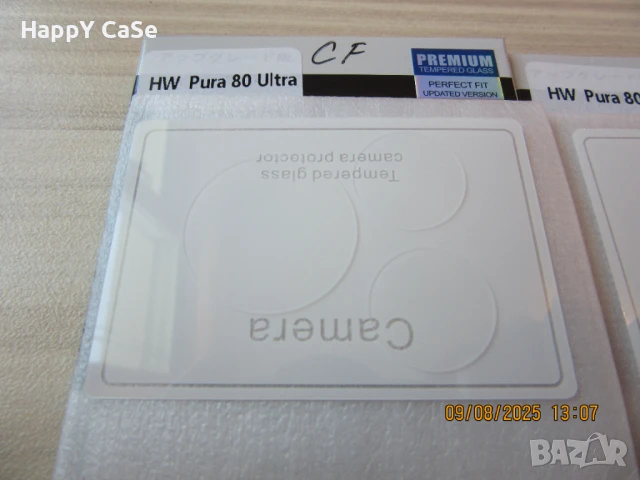 HappY CaSe
CF
PREMIUM
TEMPERED GLASS
PERFECT FIT
UPDATED VERSION
HW Pura 80 Ultra
HW Pura 80
Tempered glass
camera protector
Camera
09/08/2025 13:07
BAZAR